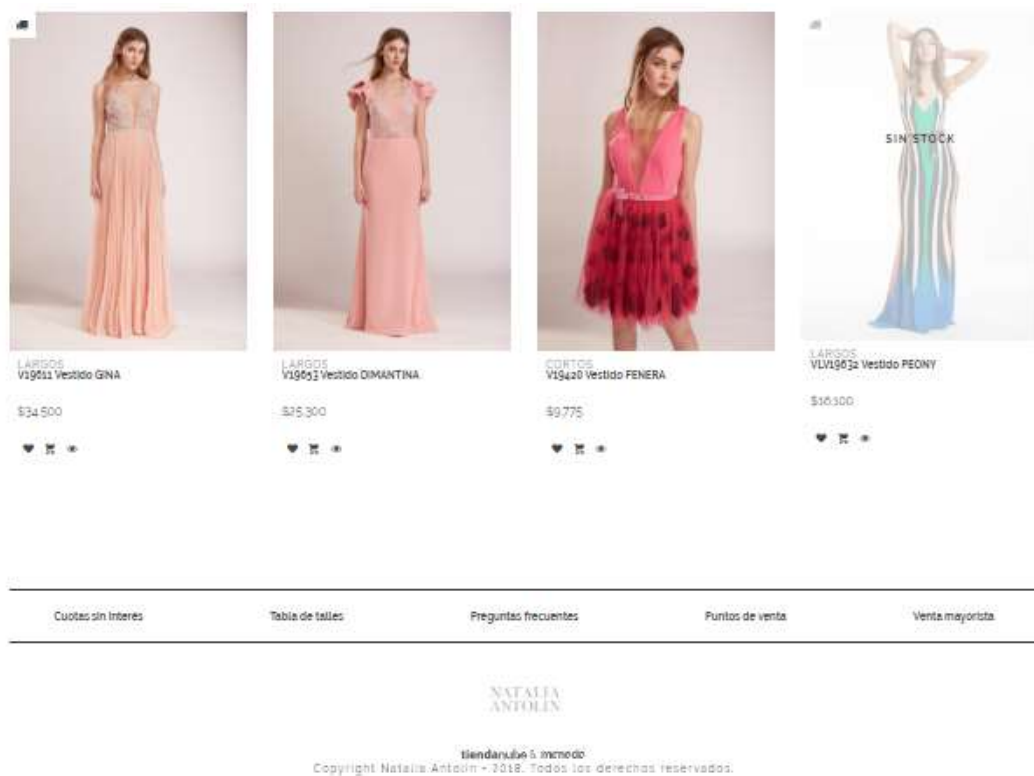 SIN STOCK
LARGOS
V19611 Vestido GINA
$34.500
LARGOS
V19653 Vestido DIMANTINA
$25.300
CORTOS
V19420 Vestido FENERA
$9.775
LARGOS
VLV19632 Vestido PEONY
$16.100
Cuotas sin interés
Tabla de talles
Preguntas frecuentes
Puntos de venta
Venta mayorista
NATALIA
ANTOLIN
tiendanube &
Copyright Natalia Antolin - 2018. Todos los derechos reservados.